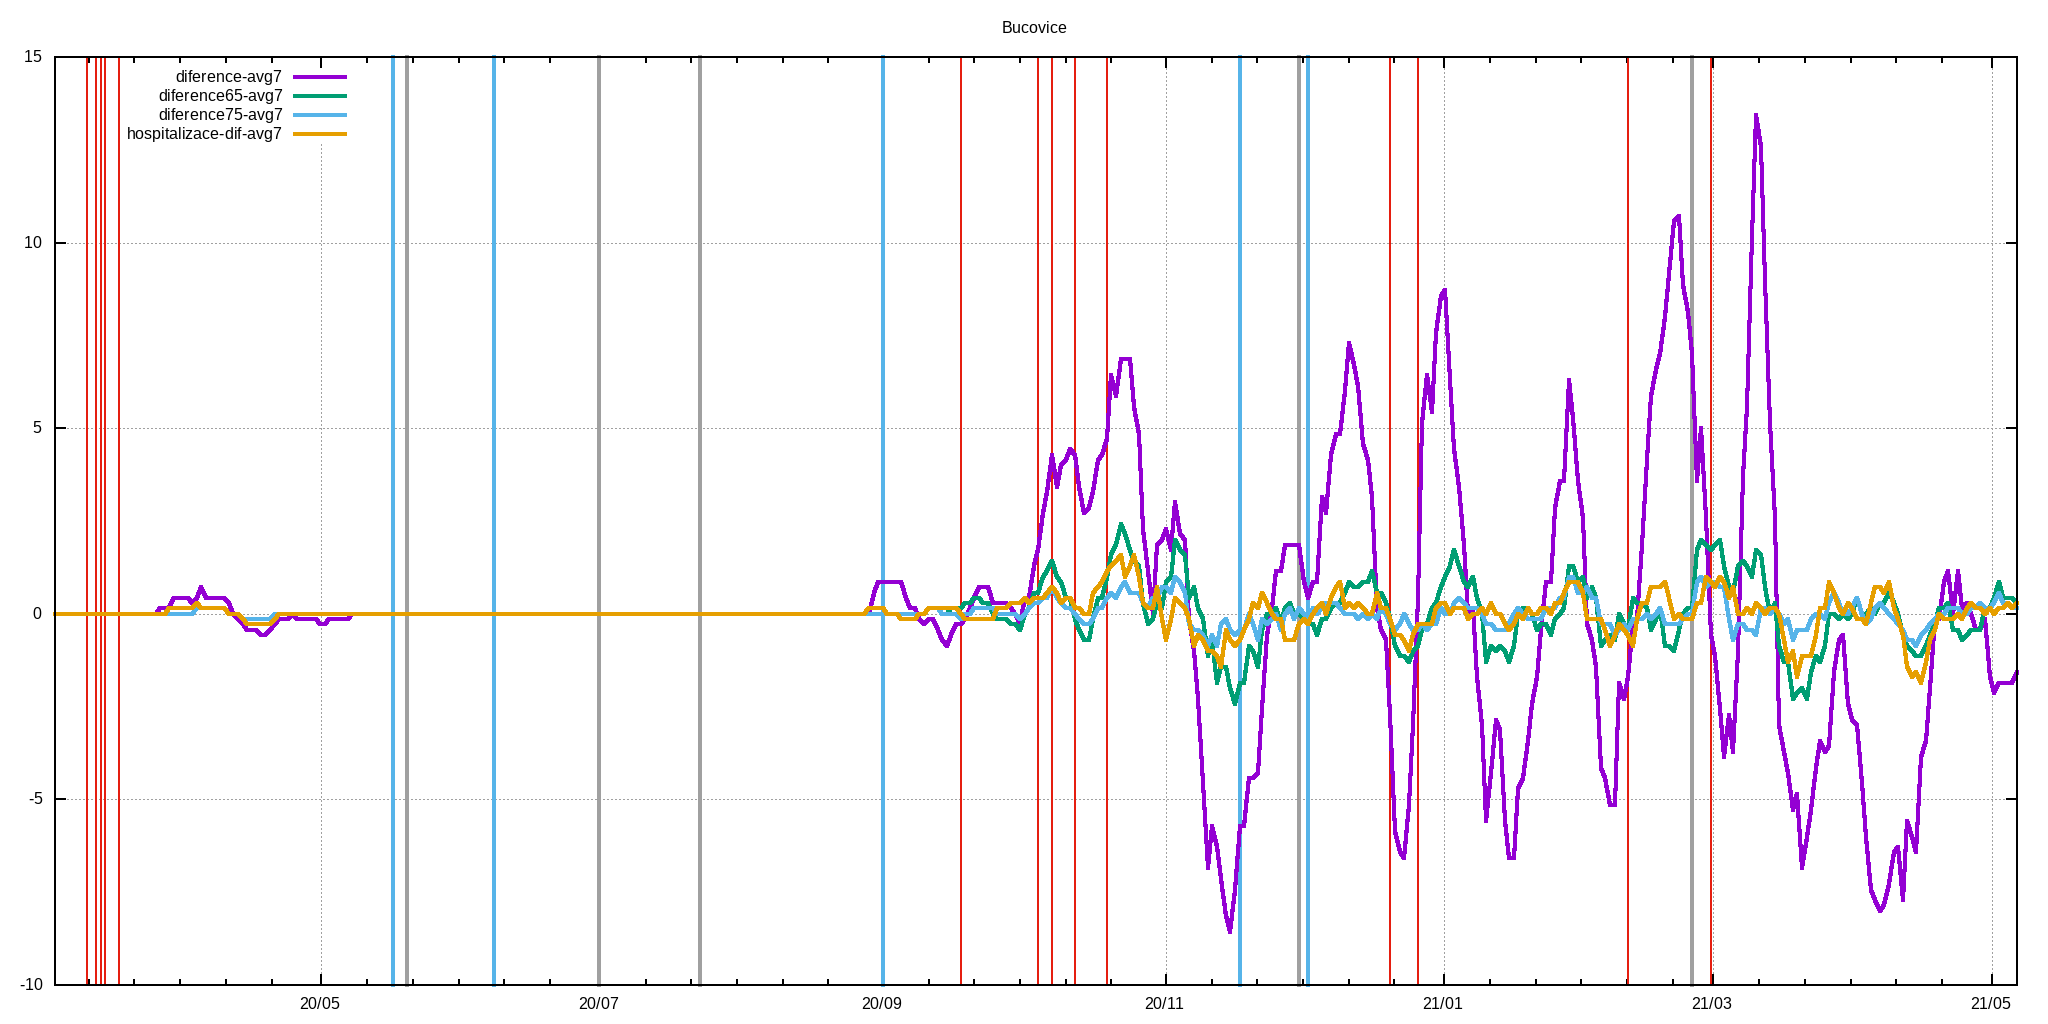 Bucovice
15
diference-avg7
diference65-avg7
diference75-avg7
hospitalizace-dif-avg7
10
5
0
-5
-10
20/05 20/07 20/09 20/11 21/01 21/03 21/05